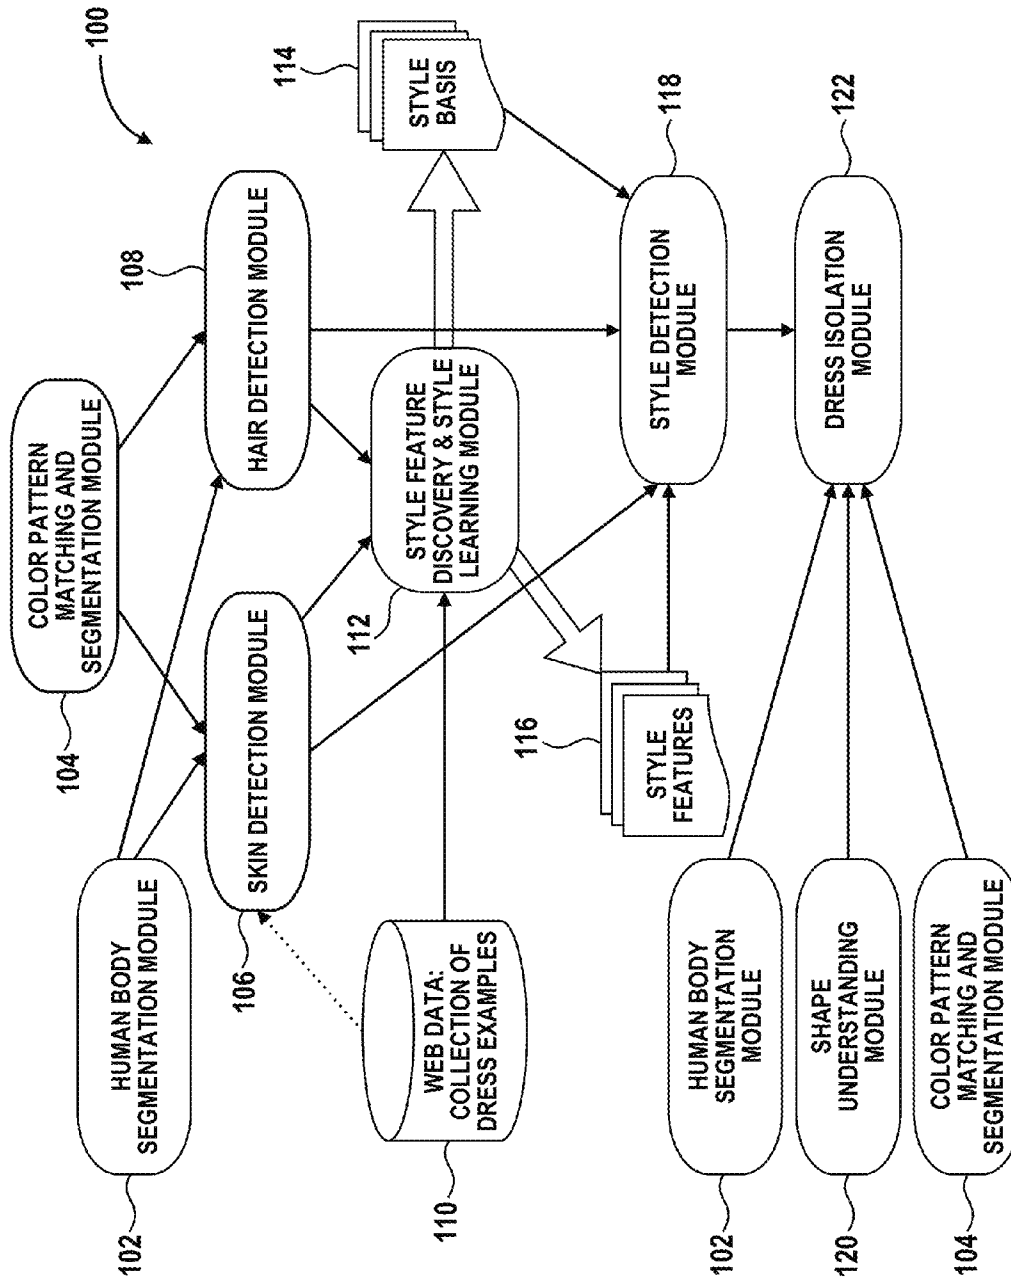 100
COLOR PATTERN
MATCHING AND
SEGMENTATION MODULE
104
HUMAN BODY
SEGMENTATION MODULE
102
HAIR DETECTION MODULE
108
SKIN DETECTION MODULE
106
WEB DATA:
COLLECTION OF
DRESS EXAMPLES
110
STYLE FEATURE
DISCOVERY & STYLE
LEARNING MODULE
112
STYLE
BASIS
114
STYLE
FEATURES
116
STYLE DETECTION
MODULE
118
HUMAN BODY
SEGMENTATION
MODULE
102
SHAPE
UNDERSTANDING
MODULE
120
COLOR PATTERN
MATCHING AND
SEGMENTATION MODULE
104
DRESS ISOLATION
MODULE
122